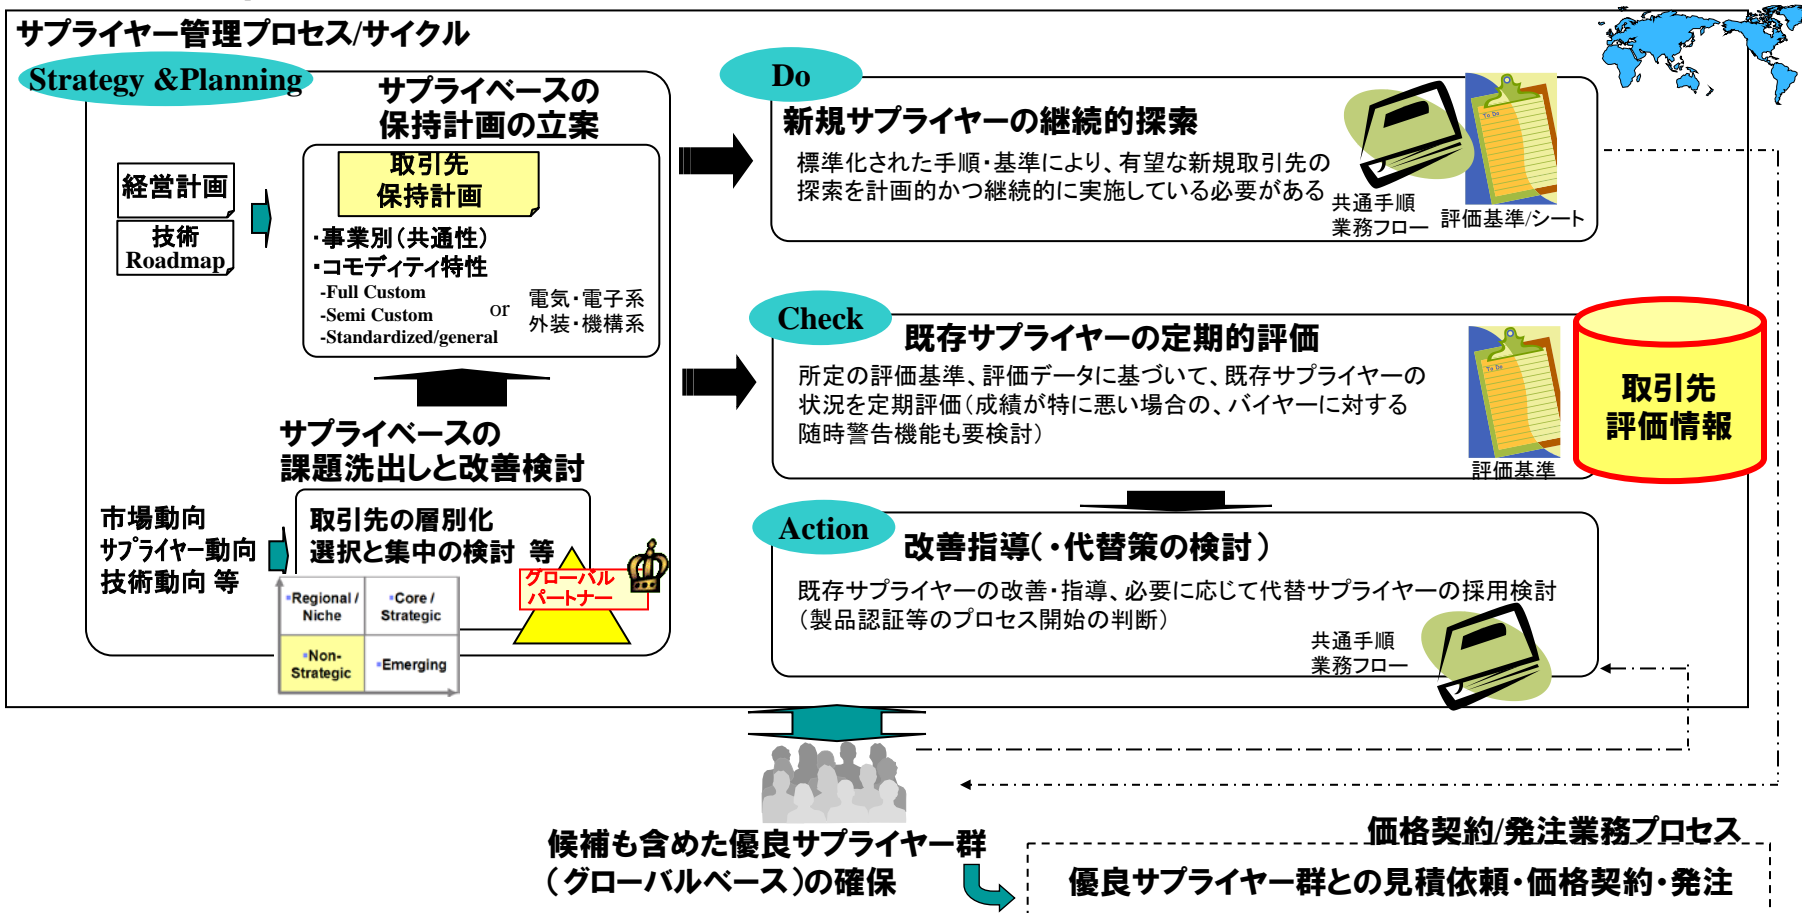 サプライヤー管理プロセス/サイクル
Strategy &Planning
サプライベースの
保持計画の立案
経営計画
技術
Roadmap
取引先
保持計画
・事業別(共通性)
・コモディティ特性
-Full Custom
-Semi Custom
-Standardized/general
or
電気・電子系
外装・機構系
サプライベースの
課題洗出しと改善検討
市場動向
サプライヤー動向
技術動向 等
取引先の層別化
選択と集中の検討 等
グローバル
パートナー
Regional /
Niche
Core /
Strategic
Non-
Strategic
Emerging
Do
新規サプライヤーの継続的探索
標準化された手順・基準により、有望な新規取引先の
探索を計画的かつ継続的に実施している必要がある
共通手順
業務フロー
To Do
評価基準/シート
Check
既存サプライヤーの定期的評価
所定の評価基準、評価データに基づいて、既存サプライヤーの
状況を定期評価(成績が特に悪い場合の、バイヤーに対する
随時警告機能も要検討)
To Do
評価基準
取引先
評価情報
Action
改善指導(・代替策の検討)
既存サプライヤーの改善・指導、必要に応じて代替サプライヤーの採用検討
(製品認証等のプロセス開始の判断)
共通手順
業務フロー
候補も含めた優良サプライヤー群
(グローバルベース)の確保
価格契約/発注業務プロセス
優良サプライヤー群との見積依頼・価格契約・発注